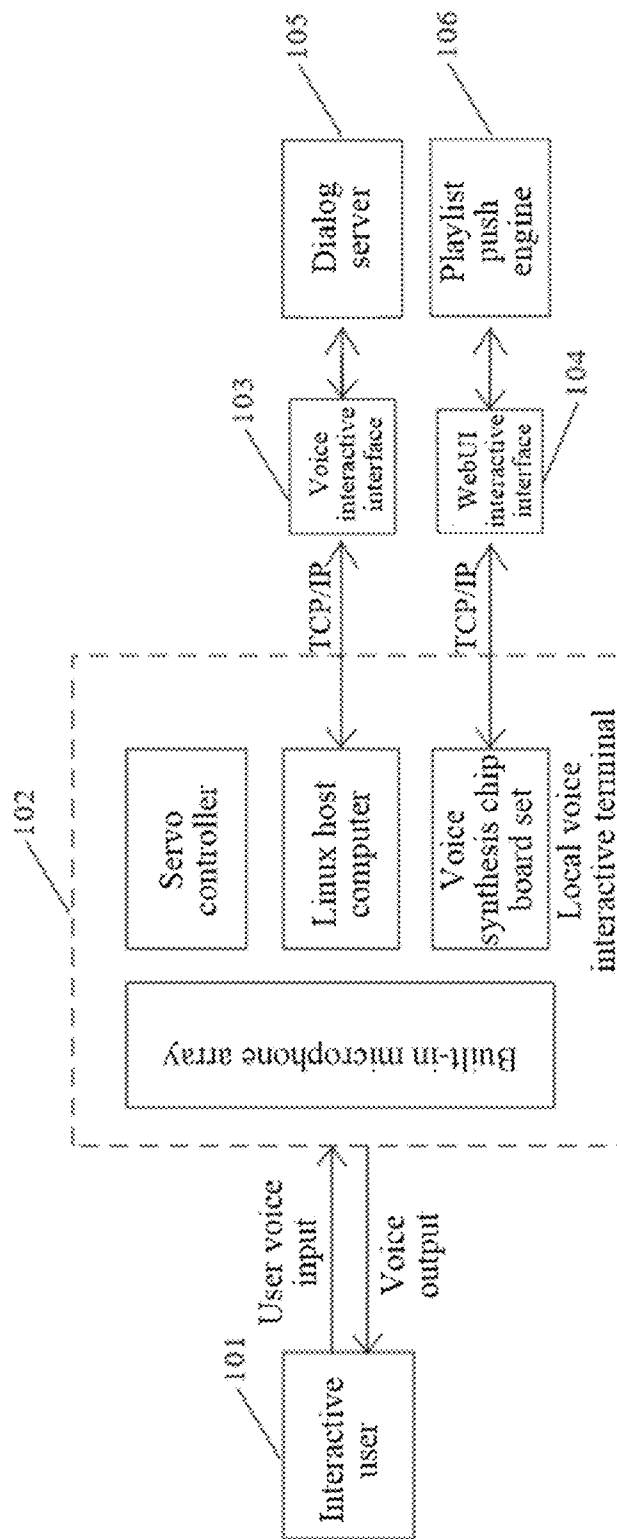 101
Interactive
user
User voice
input
Voice
output
102
Built-in microphone array
Servo
controller
Linux host
computer
Voice
synthesis chip
board set
Local voice
interactive terminal
TCP/IP
TCP/IP
103
Voice
interactive
interface
WebUI
interactive
interface
104
105
Dialog
server
Playlist
push
engine
106